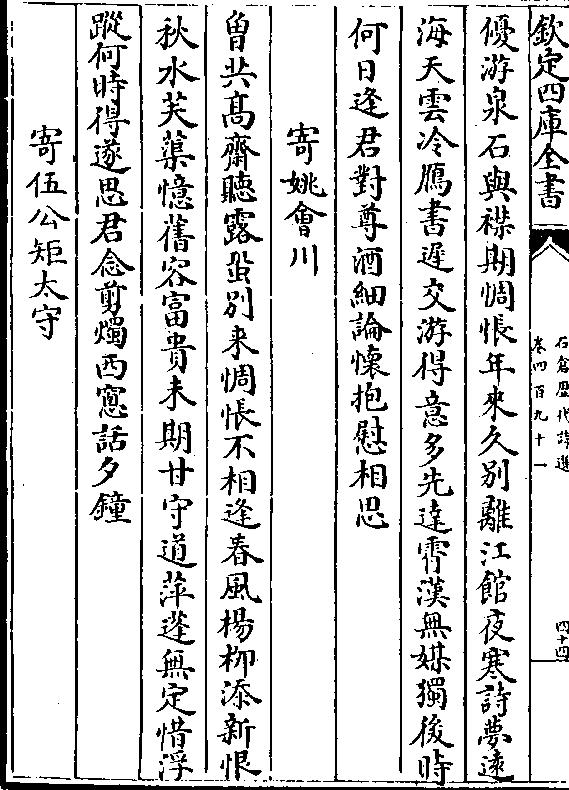 欽定四庫全書
石倉歷代詩選
卷四百九十一
四十四
優游泉石與襟期惆悵年來久別離江館夜寒詩夢遠
海天雲冷鴈書遲交游得意多先達霄漢無媒獨後時
何日逢君對尊酒細論懷抱慰相思
寄姚會川
曾共高齋聽露蛩別来惆悵不相逢春風楊柳添新恨
秋水芙蕖憶舊容富貴未期甘守道萍蓬無定惜浮
蹤何時得遂思君念剪燭西窻話夕鐘
寄伍公矩太守